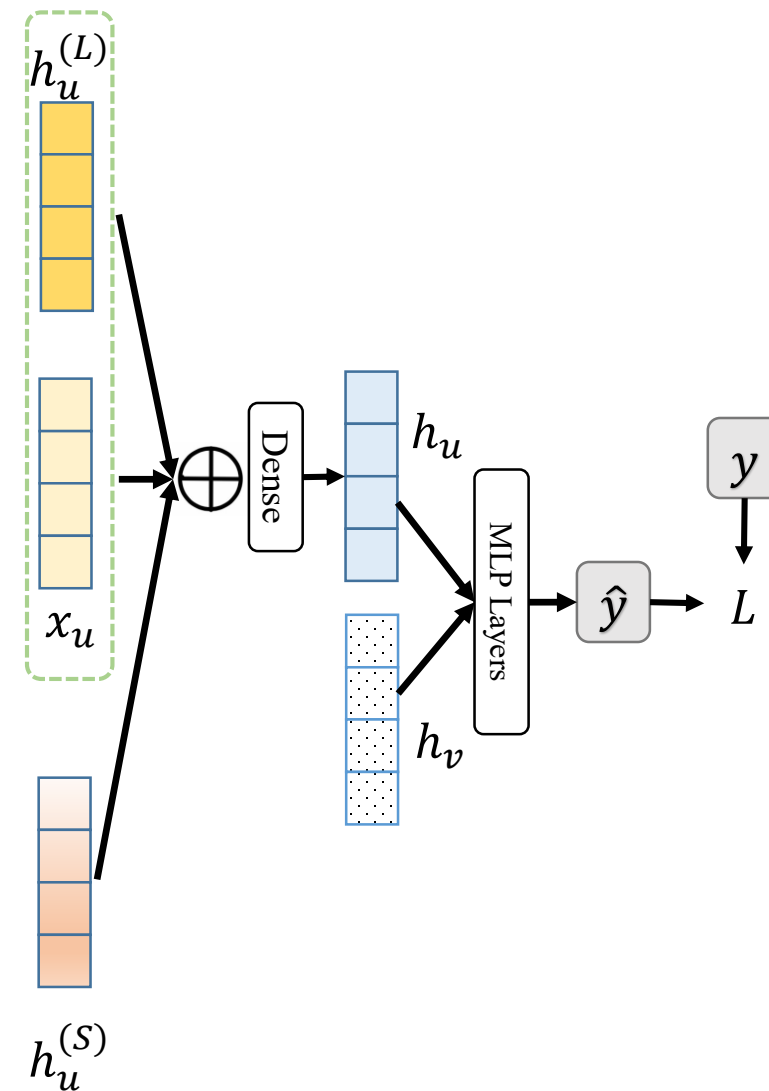 h_u^{(L)}
x_u
h_u^{(S)}
⊕
Dense
h_u
h_v
MLP Layers
ŷ
y
L